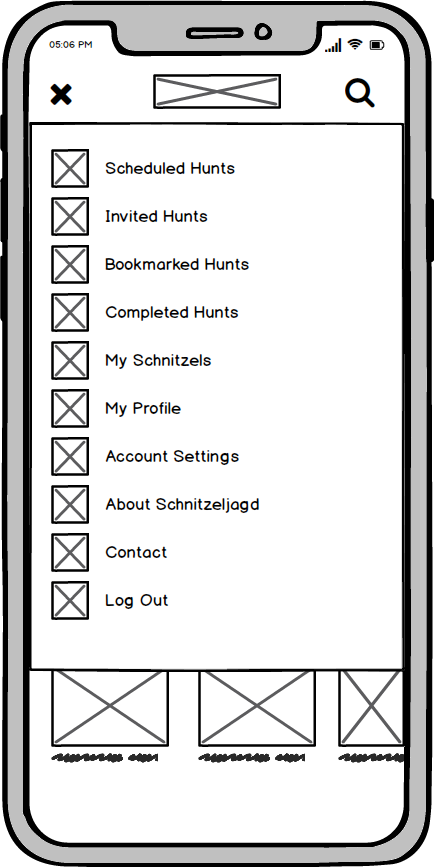 05:06 PM
Scheduled Hunts
Invited Hunts
Bookmarked Hunts
Completed Hunts
My Schnitzels
My Profile
Account Settings
About Schnitzeljagd
Contact
Log Out